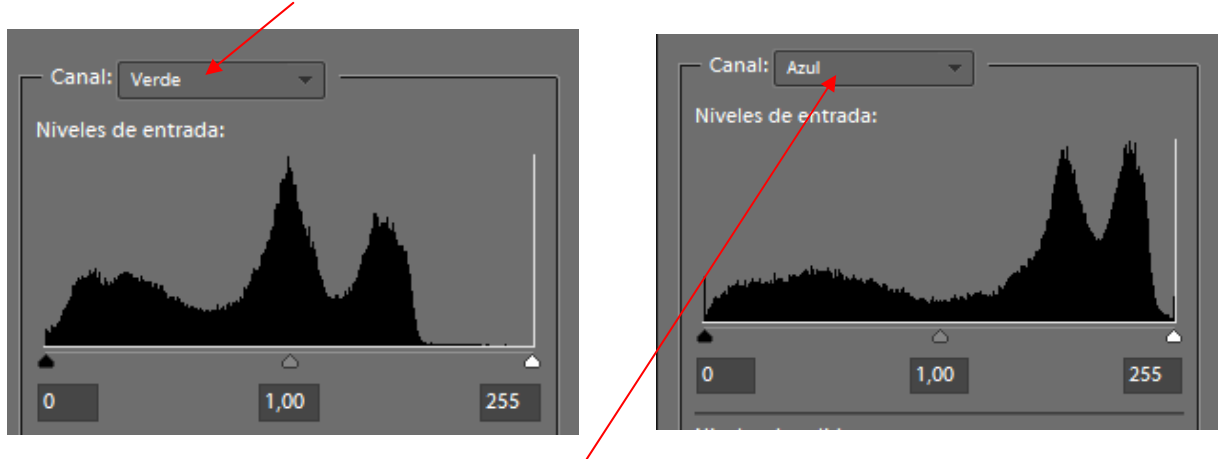 Canal: Verde
Niveles de entrada:
0 1,00 255
Canal: Azul
Niveles de entrada:
0 1,00 255